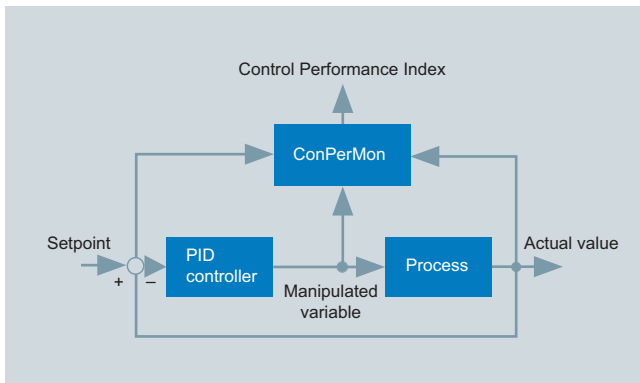 Control Performance Index
ConPerMon
Setpoint
+
–
PID
controller
Manipulated
variable
Process
Actual value